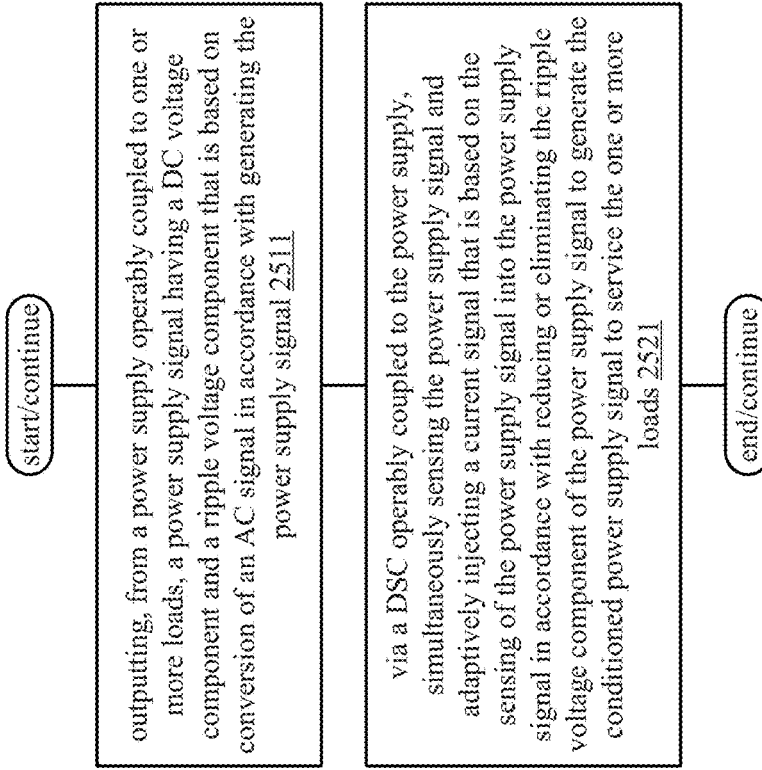 start/continue
outputting, from a power supply operably coupled to one or
more loads, a power supply signal having a DC voltage
component and a ripple voltage component that is based on
conversion of an AC signal in accordance with generating the
power supply signal 2511
via a DSC operably coupled to the power supply,
simultaneously sensing the power supply signal and
adaptively injecting a current signal that is based on the
sensing of the power supply signal into the power supply
signal in accordance with reducing or eliminating the ripple
voltage component of the power supply signal to generate the
conditioned power supply signal to service the one or more
loads 2521
end/continue